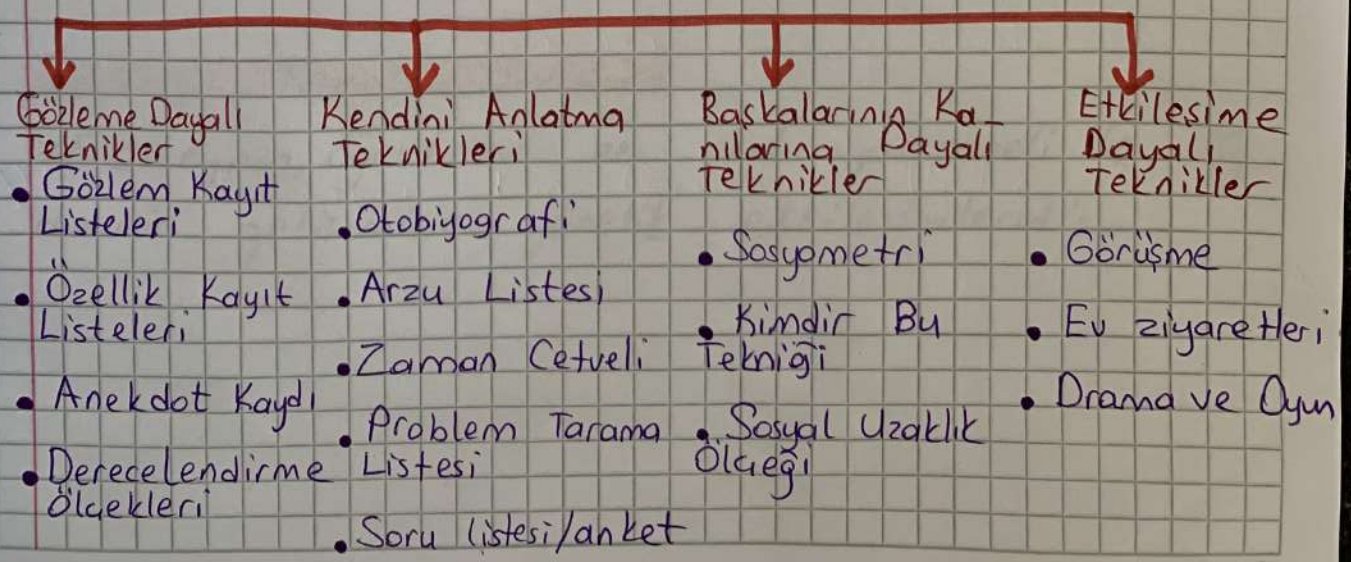 Gözleme Dayalı
Teknikler
• Gözlem Kayıt
Listeleri
• Özellik Kayıt
Listeleri
• Anekdot Kaydı
• Derecelendirme
Ölçekleri
Kendini Anlatma
Teknikleri
• Otobiyografi
• Arzu Listesi
• Zaman Cetveli
• Problem Tarama
Listesi
• Soru listesi/anket
Başkalarının Ka-
nılarına Dayalı
Teknikler
• Sosyometri
• Kimdir Bu
Tekniği
• Sosyal Uzaklık
Ölçeği
Etkileşime
Dayalı
Teknikler
• Görüşme
• Ev ziyaretleri
• Drama ve Oyun